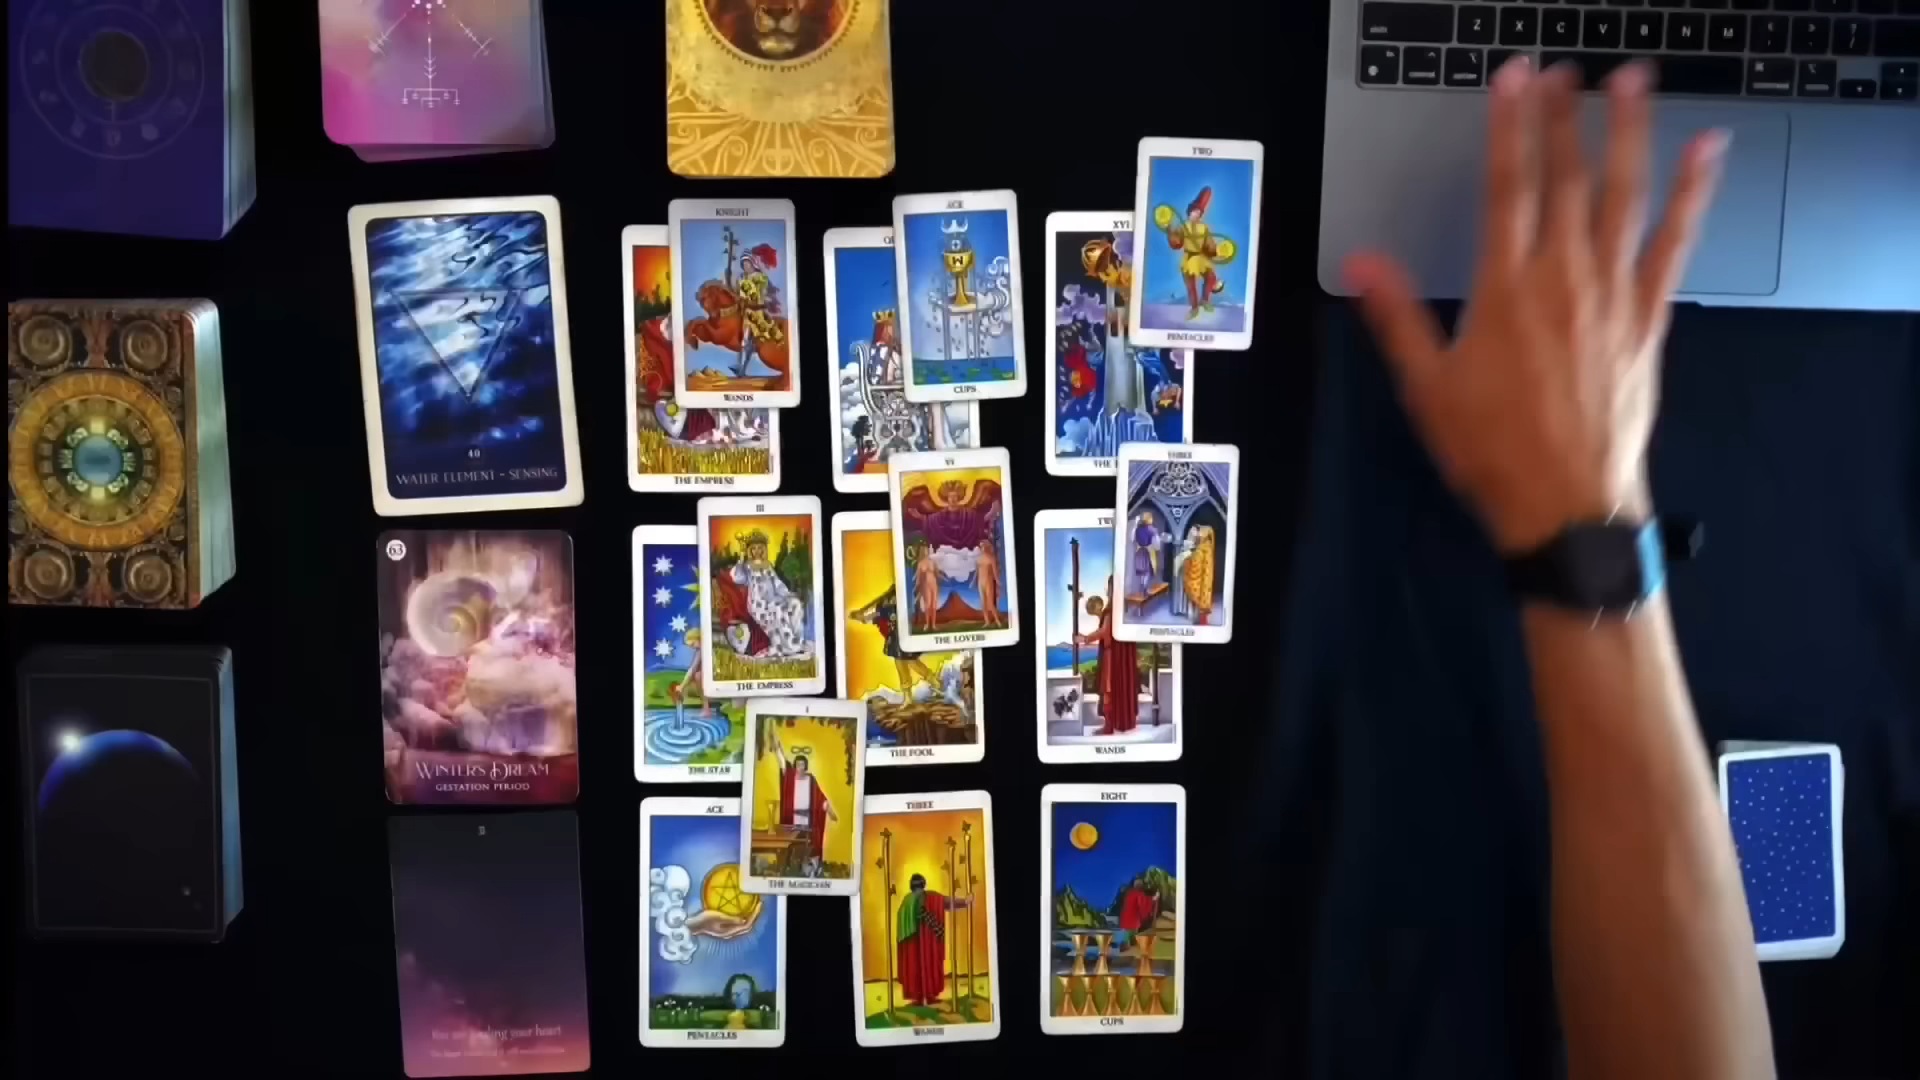 Z X C V B N M
TWO
PENTACLES
KNIGHT
WANDS
ACE
CUPS
XVI
40
WATER ELEMENT - SENSING
THE EMPRESS
VI
THE LOVERS
THREE
PENTACLES
III
THE EMPRESS
63
WINTER'S DREAM
GESTATION PERIOD
THE STAR
THE FOOL
WANDS
I
THE MAGICIAN
ACE
PENTACLES
THREE
WANDS
EIGHT
CUPS
your heart